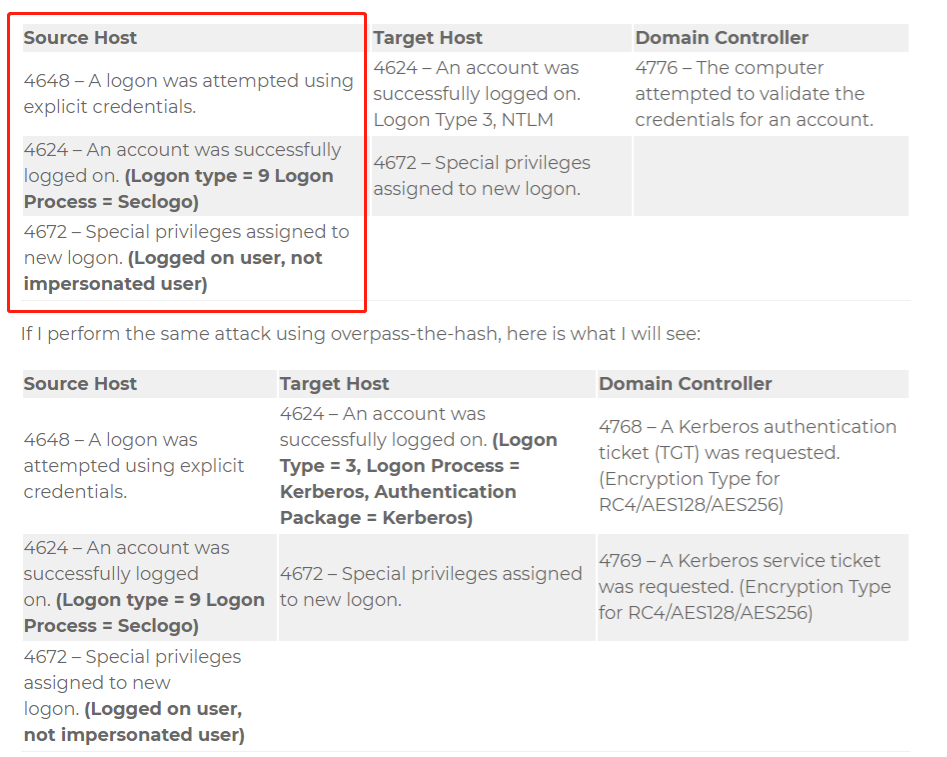 Source Host
Target Host
Domain Controller
4648 – A logon was attempted using
explicit credentials.
4624 – An account was
successfully logged on.
Logon Type 3, NTLM
4776 – The computer
attempted to validate the
credentials for an account.
4624 – An account was successfully
logged on. (Logon type = 9 Logon
Process = Seclogo)
4672 – Special privileges
assigned to new logon.
4672 – Special privileges assigned to
new logon. (Logged on user, not
impersonated user)
If I perform the same attack using overpass-the-hash, here is what I will see:
Source Host
Target Host
Domain Controller
4648 – A logon was
attempted using explicit
credentials.
4624 – An account was
successfully logged on. (Logon
Type = 3, Logon Process =
Kerberos, Authentication
Package = Kerberos)
4768 – A Kerberos authentication
ticket (TGT) was requested.
(Encryption Type for
RC4/AES128/AES256)
4624 – An account was
successfully logged
on. (Logon type = 9 Logon
Process = Seclogo)
4672 – Special privileges assigned
to new logon.
4769 – A Kerberos service ticket
was requested. (Encryption Type
for RC4/AES128/AES256)
4672 – Special privileges
assigned to new
logon. (Logged on user,
not impersonated user)